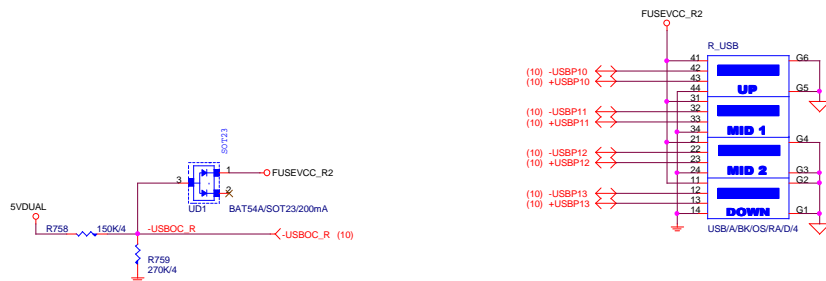 FUSEVCC_R2
R_USB
41
42
43
44
31
32
33
34
21
22
23
24
11
12
13
14
UP
MID 1
MID 2
DOWN
G6
G5
G4
G3
G2
G1
(10) -USBP10
(10) +USBP10
(10) -USBP11
(10) +USBP11
(10) -USBP12
(10) +USBP12
(10) -USBP13
(10) +USBP13
USB/A/BK/OS/RA/D/4
SOT23
3
1
2
FUSEVCC_R2
UD1
BAT54A/SOT23/200mA
5VDUAL
R758
150K/4
-USBOC_R
-USBOC_R (10)
R759
270K/4